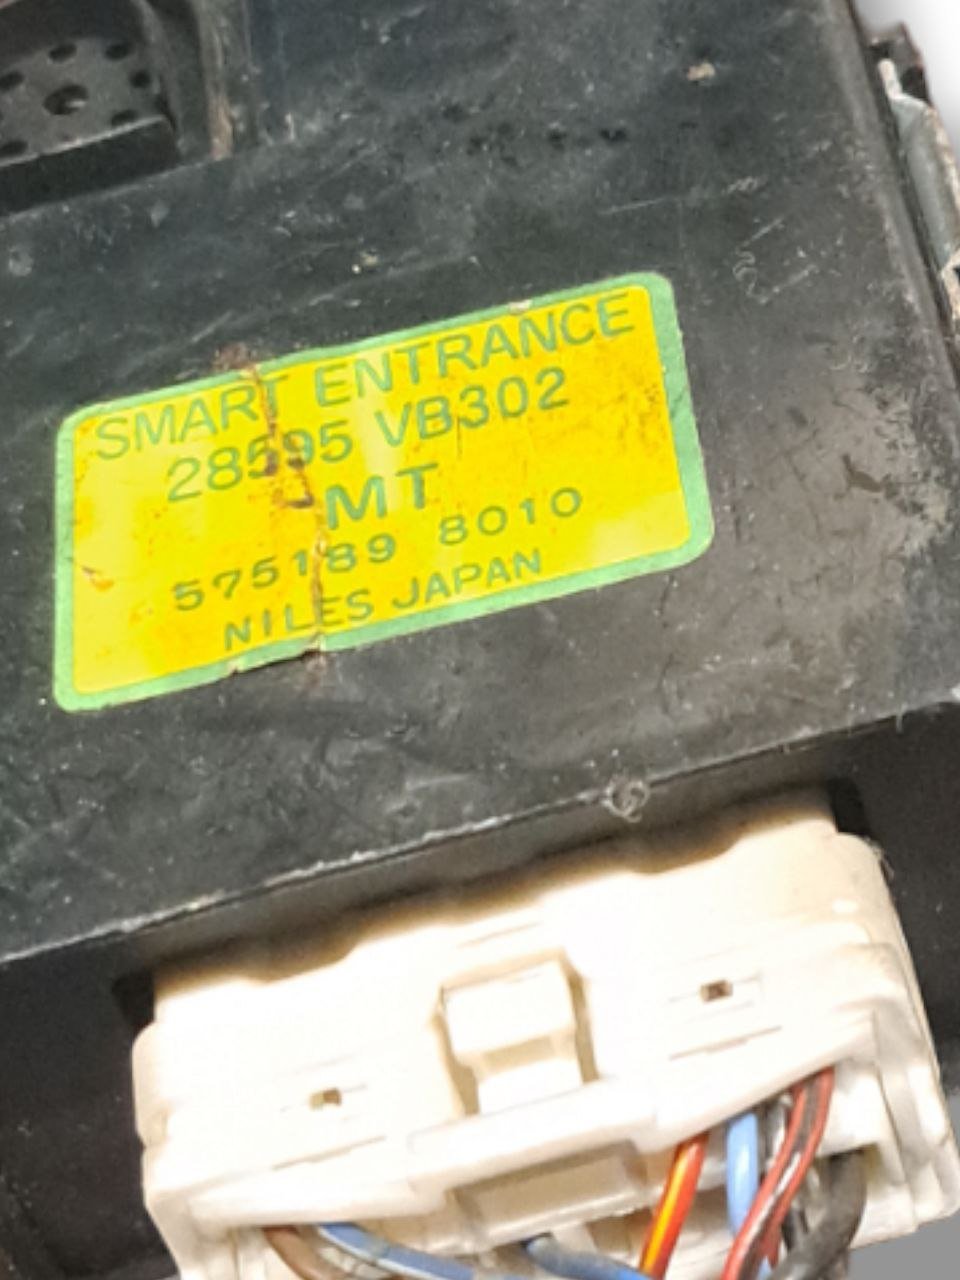 SMART ENTRANCE
28595 VB302
MT
575189 8010
NILES JAPAN